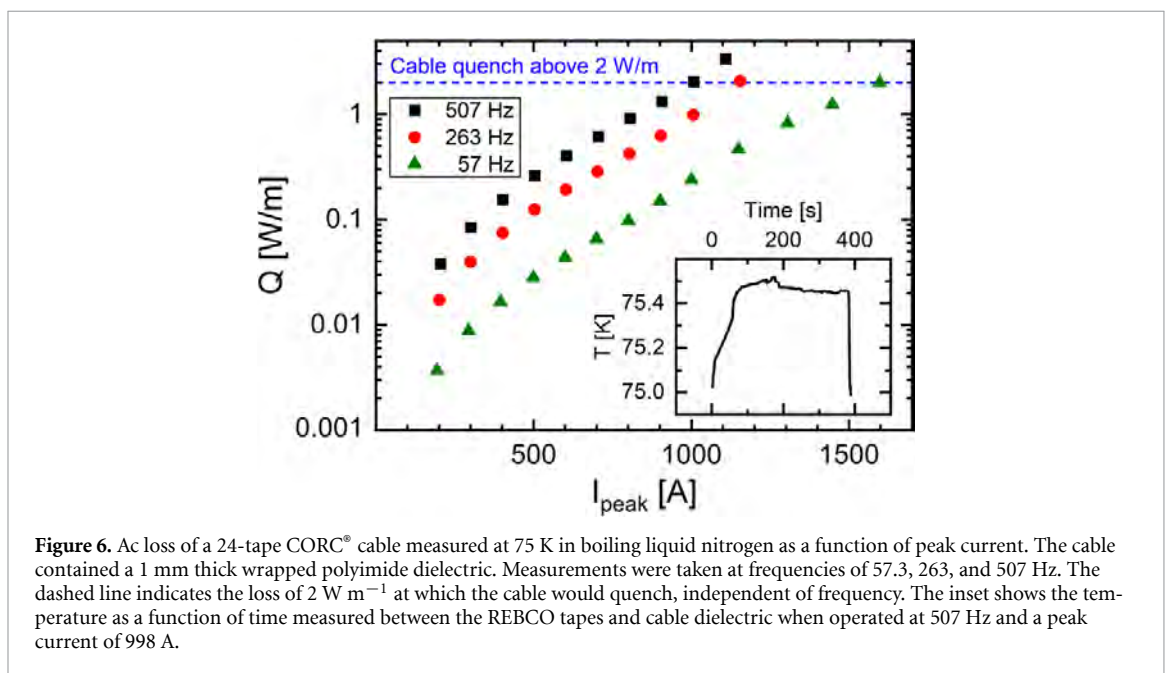 Cable quench above 2 W/m
507 Hz
263 Hz
57 Hz
1
0.1
0.01
0.001
Q [W/m]
500
1000
1500
I_peak [A]
Time [s]
0
200
400
75.4
75.2
75.0
T [K]
Figure 6. Ac loss of a 24-tape CORC® cable measured at 75 K in boiling liquid nitrogen as a function of peak current. The cable
contained a 1 mm thick wrapped polyimide dielectric. Measurements were taken at frequencies of 57.3, 263, and 507 Hz. The
dashed line indicates the loss of 2 W m⁻¹ at which the cable would quench, independent of frequency. The inset shows the tem-
perature as a function of time measured between the REBCO tapes and cable dielectric when operated at 507 Hz and a peak
current of 998 A.